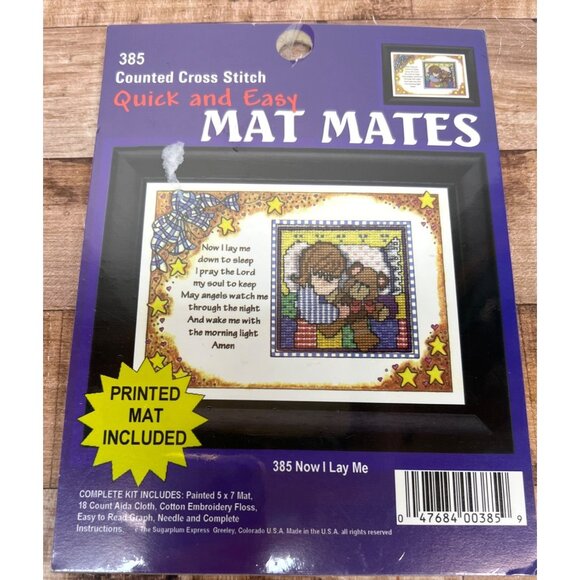 385
Counted Cross Stitch
Quick and Easy
MAT MATES
Now I lay me
down to sleep
I pray the Lord
my soul to keep
May angels watch me
through the night
And wake me with
the morning light
Amen
PRINTED
MAT
INCLUDED
385 Now I Lay Me
COMPLETE KIT INCLUDES: Painted 5 x 7 Mat,
18 Count Aida Cloth, Cotton Embroidery Floss,
Easy to Read Graph, Needle and Complete
Instructions. © The Sugarplum Express Greeley, Colorado U.S.A. Made in the U.S.A. all rights reserved
0 47684 00385 9